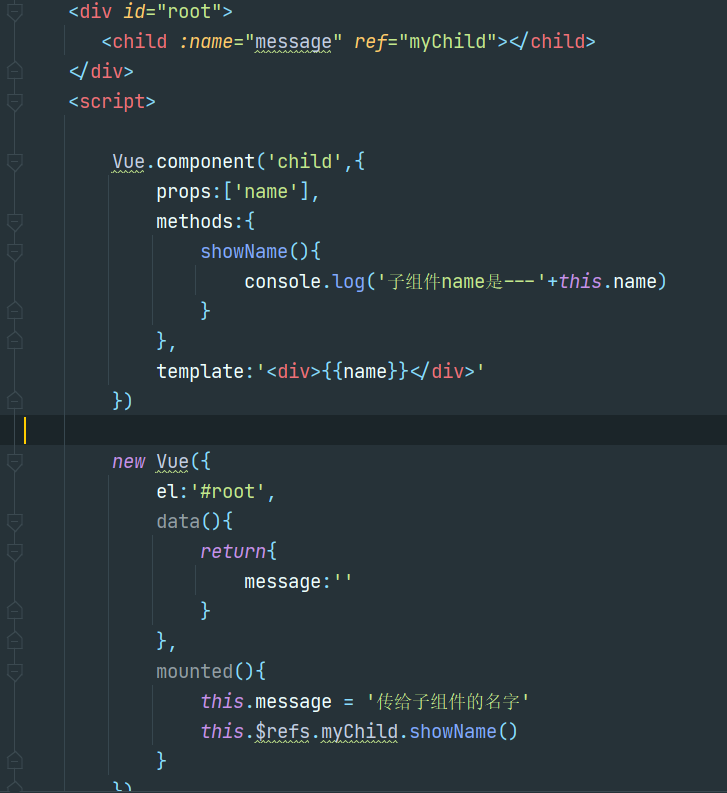 <div id="root">
<child :name="message" ref="myChild"></child>
</div>
<script>
Vue.component('child',{
props:['name'],
methods:{
showName(){
console.log('子组件name是---'+this.name)
}
},
template:'<div>{{name}}</div>'
})
new Vue({
el:'#root',
data(){
return{
message:''
}
},
mounted(){
this.message = '传给子组件的名字'
this.$refs.myChild.showName()
}
})